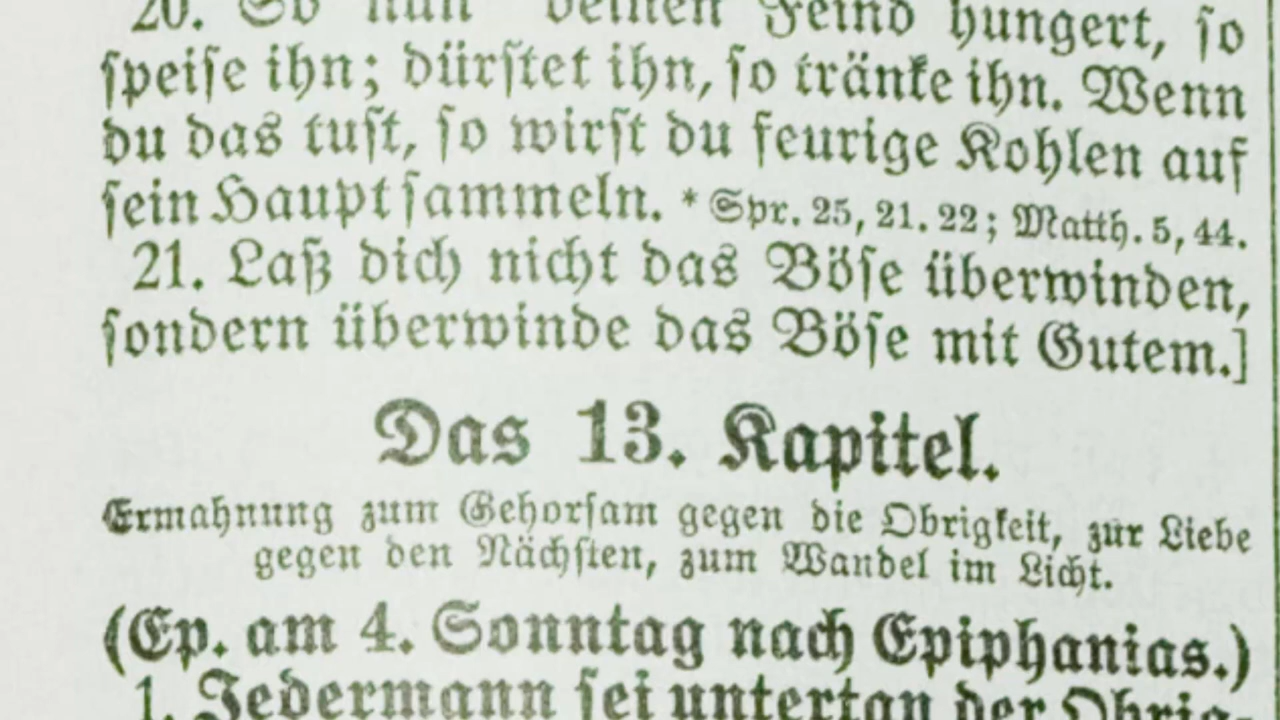 20. So nun deinen Feind hungert, so
speise ihn; dürstet ihn, so tränke ihn. Wenn
du das tust, so wirst du feurige Kohlen auf
sein Haupt sammeln. * Spr. 25, 21. 22; Matth. 5, 44.
21. Laß dich nicht das Böse überwinden,
sondern überwinde das Böse mit Gutem.]
Das 13. Kapitel.
Ermahnung zum Gehorsam gegen die Obrigkeit, zur Liebe
gegen den Nächsten, zum Wandel im Licht.
(Ep. am 4. Sonntag nach Epiphanias.)
1. Jedermann sei untertan der Obrig-